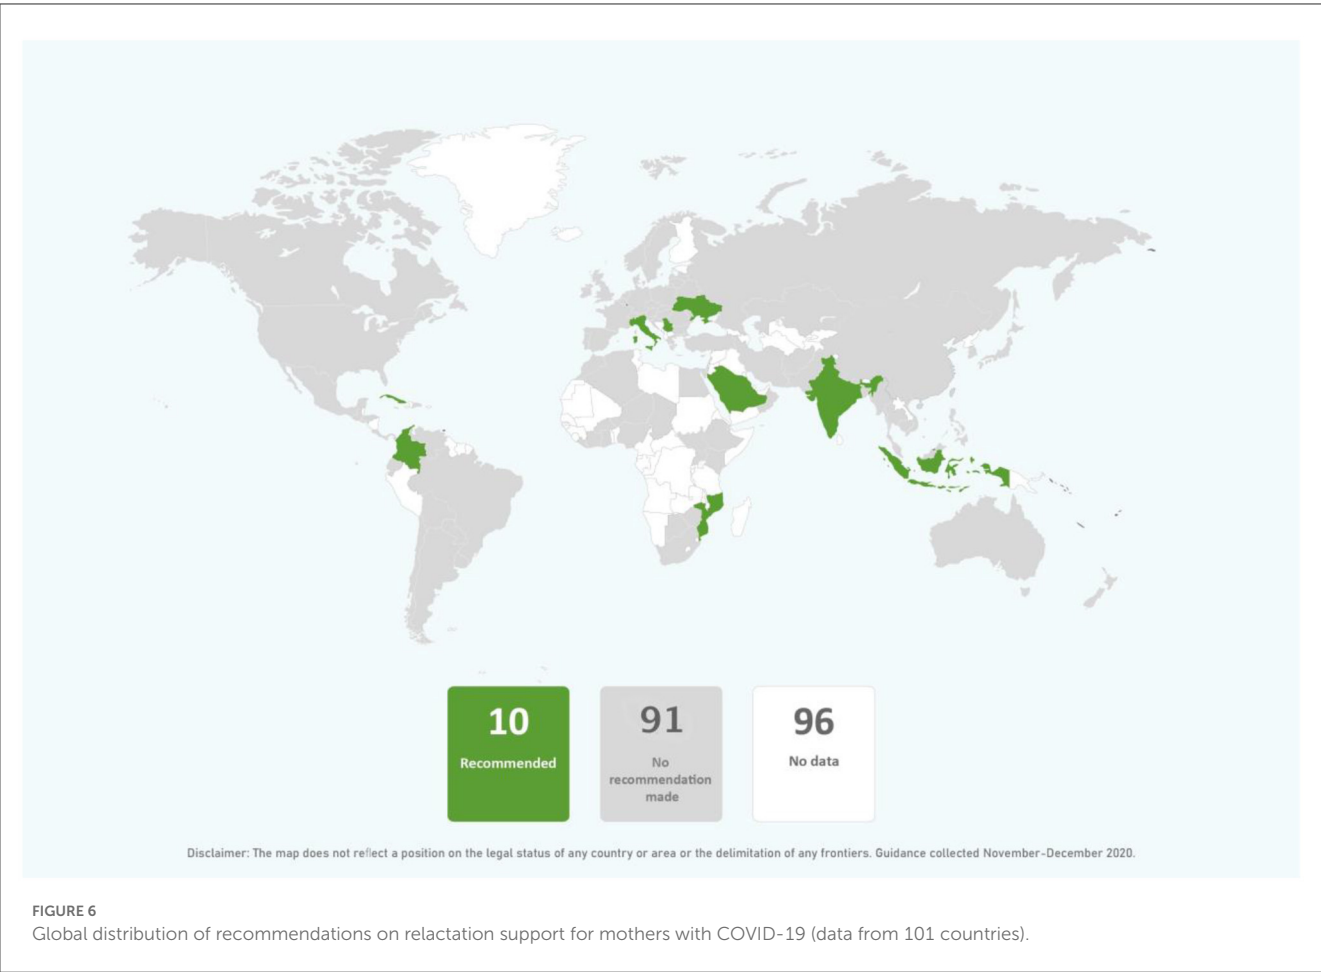 10
Recommended
91
No
recommendation
made
96
No data
Disclaimer: The map does not reflect a position on the legal status of any country or area or the delimitation of any frontiers. Guidance collected November-December 2020.
FIGURE 6
Global distribution of recommendations on relactation support for mothers with COVID-19 (data from 101 countries).